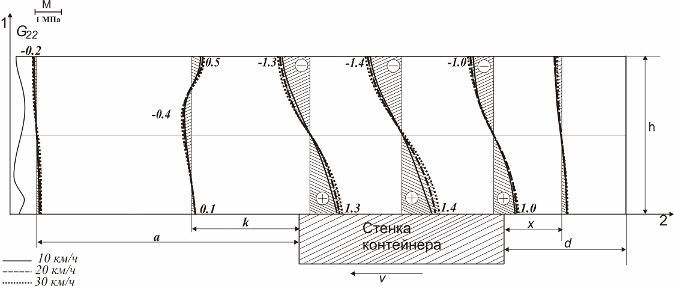 М
1 МПа
1
G22
-0.2
0.5
-1.3
-1.4
-1.0
-0.4
h
0.1
1.3
1.4
1.0
2
k
x
a
d
Стенка
контейнера
v
10 км/ч
20 км/ч
30 км/ч